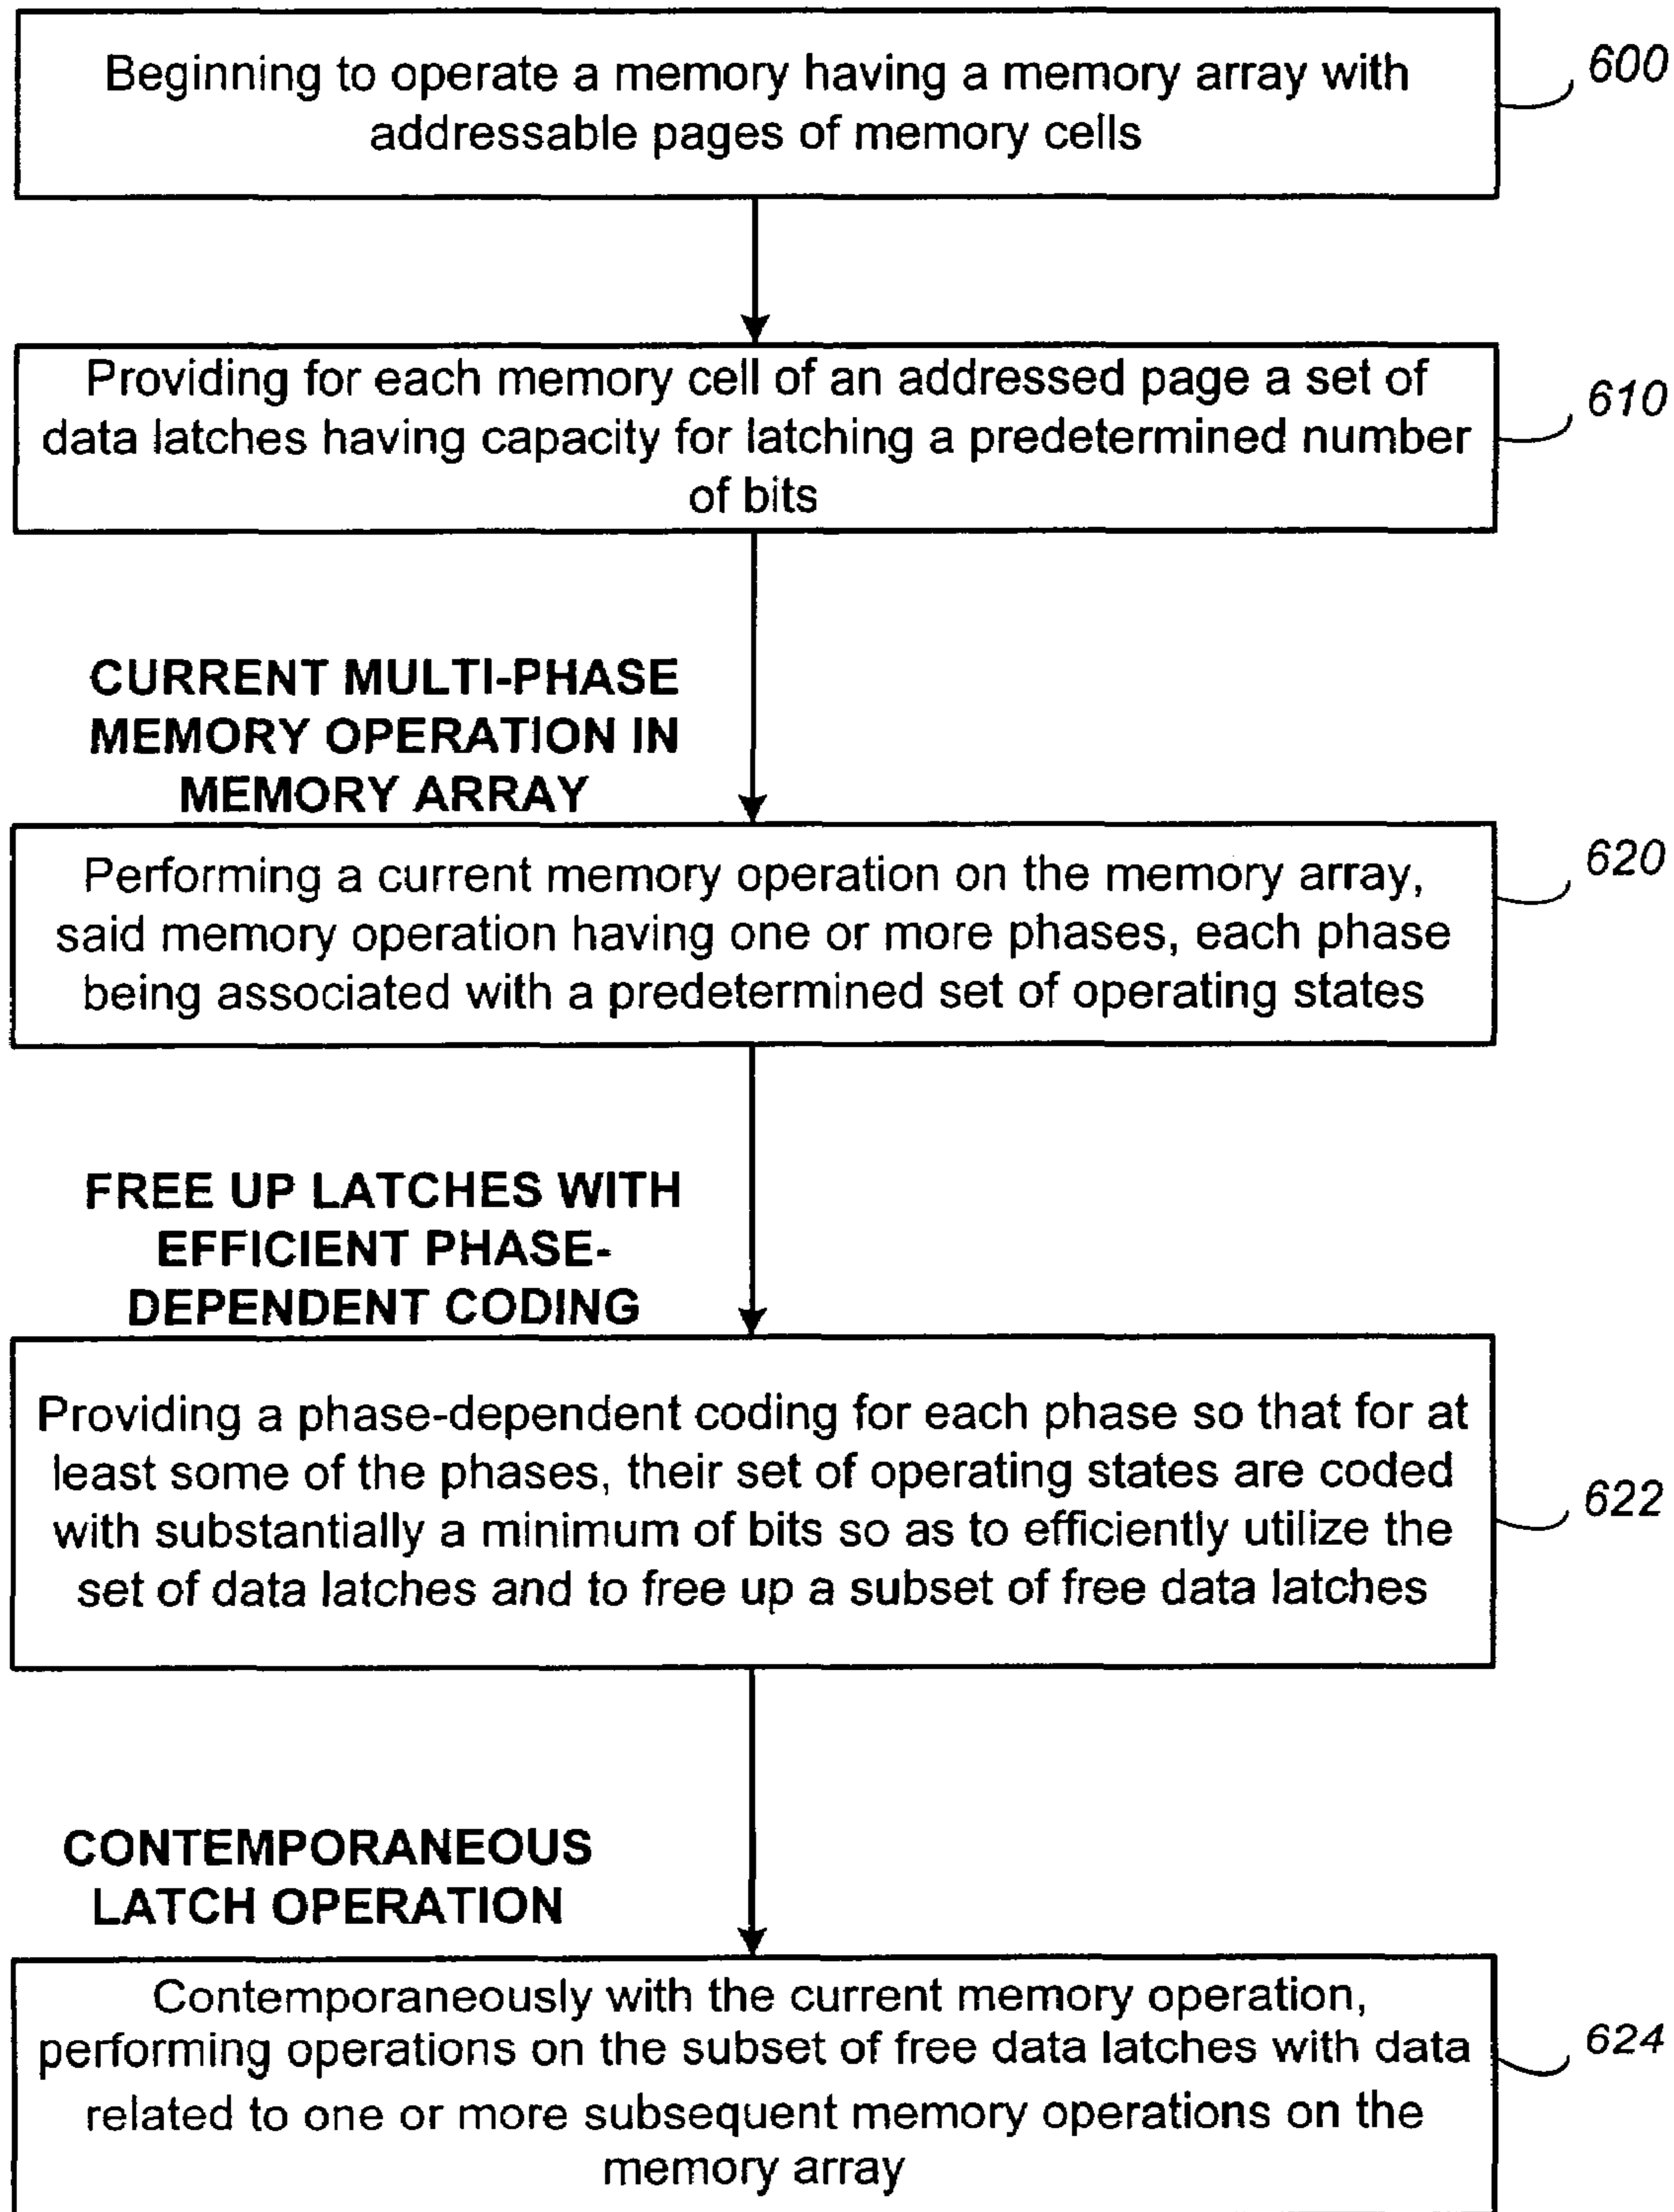 Beginning to operate a memory having a memory array with
addressable pages of memory cells
600
Providing for each memory cell of an addressed page a set of
data latches having capacity for latching a predetermined number
of bits
610
CURRENT MULTI-PHASE
MEMORY OPERATION IN
MEMORY ARRAY
Performing a current memory operation on the memory array,
said memory operation having one or more phases, each phase
being associated with a predetermined set of operating states
620
FREE UP LATCHES WITH
EFFICIENT PHASE-
DEPENDENT CODING
Providing a phase-dependent coding for each phase so that for at
least some of the phases, their set of operating states are coded
with substantially a minimum of bits so as to efficiently utilize the
set of data latches and to free up a subset of free data latches
622
CONTEMPORANEOUS
LATCH OPERATION
Contemporaneously with the current memory operation,
performing operations on the subset of free data latches with data
related to one or more subsequent memory operations on the
memory array
624